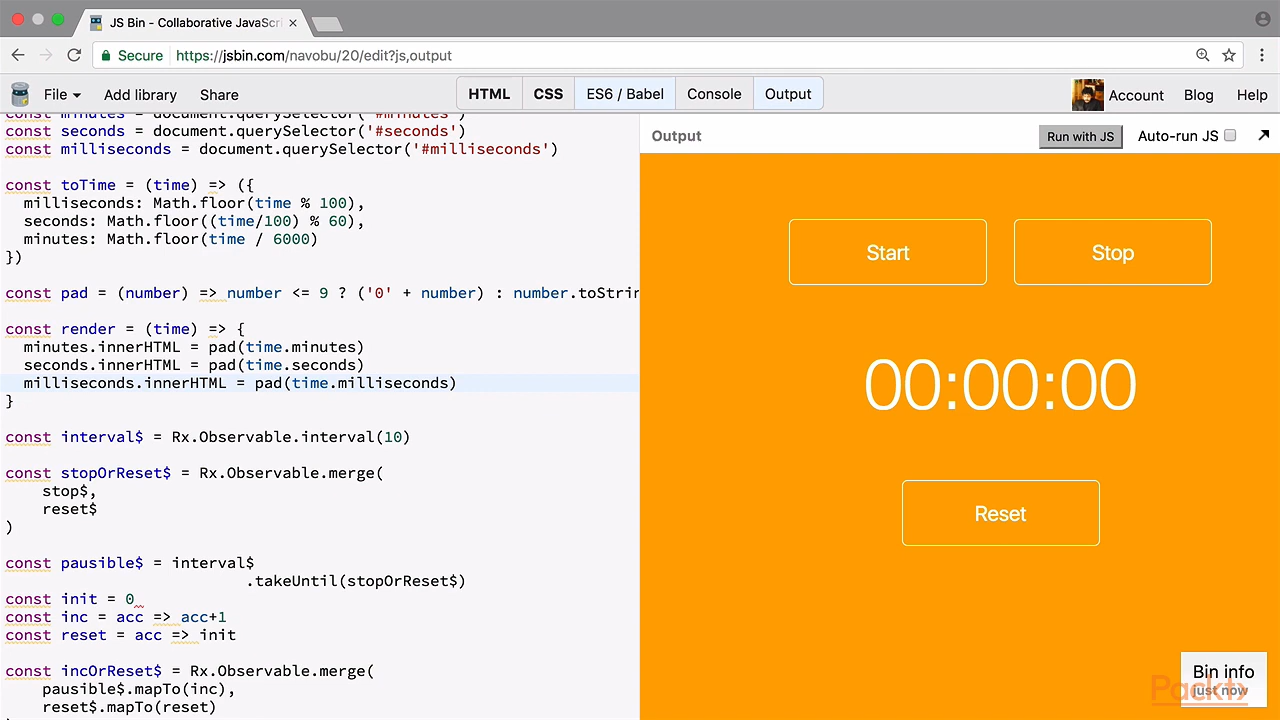 JS Bin - Collaborative JavaScri
Secure https://jsbin.com/navobu/20/edit?js,output
File Add library Share HTML CSS ES6 / Babel Console Output Account Blog Help
const minutes = document.querySelector('#minutes')
const seconds = document.querySelector('#seconds')
const milliseconds = document.querySelector('#milliseconds')
const toTime = (time) => ({
milliseconds: Math.floor(time % 100),
seconds: Math.floor((time/100) % 60),
minutes: Math.floor(time / 6000)
})
const pad = (number) => number <= 9 ? ('0' + number) : number.toStrin
const render = (time) => {
minutes.innerHTML = pad(time.minutes)
seconds.innerHTML = pad(time.seconds)
milliseconds.innerHTML = pad(time.milliseconds)
}
const interval$ = Rx.Observable.interval(10)
const stopOrReset$ = Rx.Observable.merge(
stop$,
reset$
)
const pausible$ = interval$
.takeUntil(stopOrReset$)
const init = 0
const inc = acc => acc+1
const reset = acc => init
const incOrReset$ = Rx.Observable.merge(
pausible$.mapTo(inc),
reset$.mapTo(reset)
Output Run with JS Auto-run JS
Start Stop
00:00:00
Reset
Bin info
just now
Packt